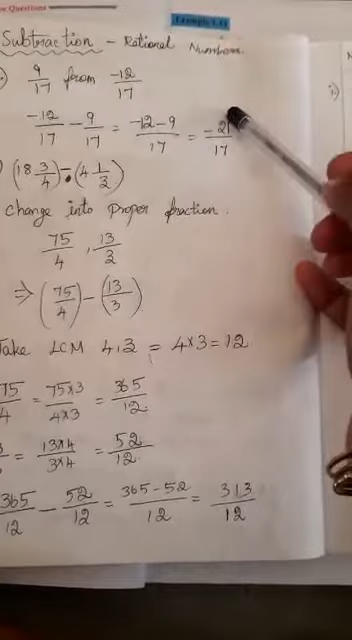 Questions
Example 1.11
Subtraction - Rational Numbers.
9/17 from -12/17
-12/17 - 9/17 = -12-9/17 = -21/17
(18 3/4) - (4 1/3)
change into Proper fraction.
75/4 , 13/3
⇒ (75/4) - (13/3)
Take LCM 4,3 = 4×3 = 12
75/4 = 75×3/4×3 = 365/12
= 13×4/3×4 = 52/12
365/12 - 52/12 = 365-52/12 = 313/12